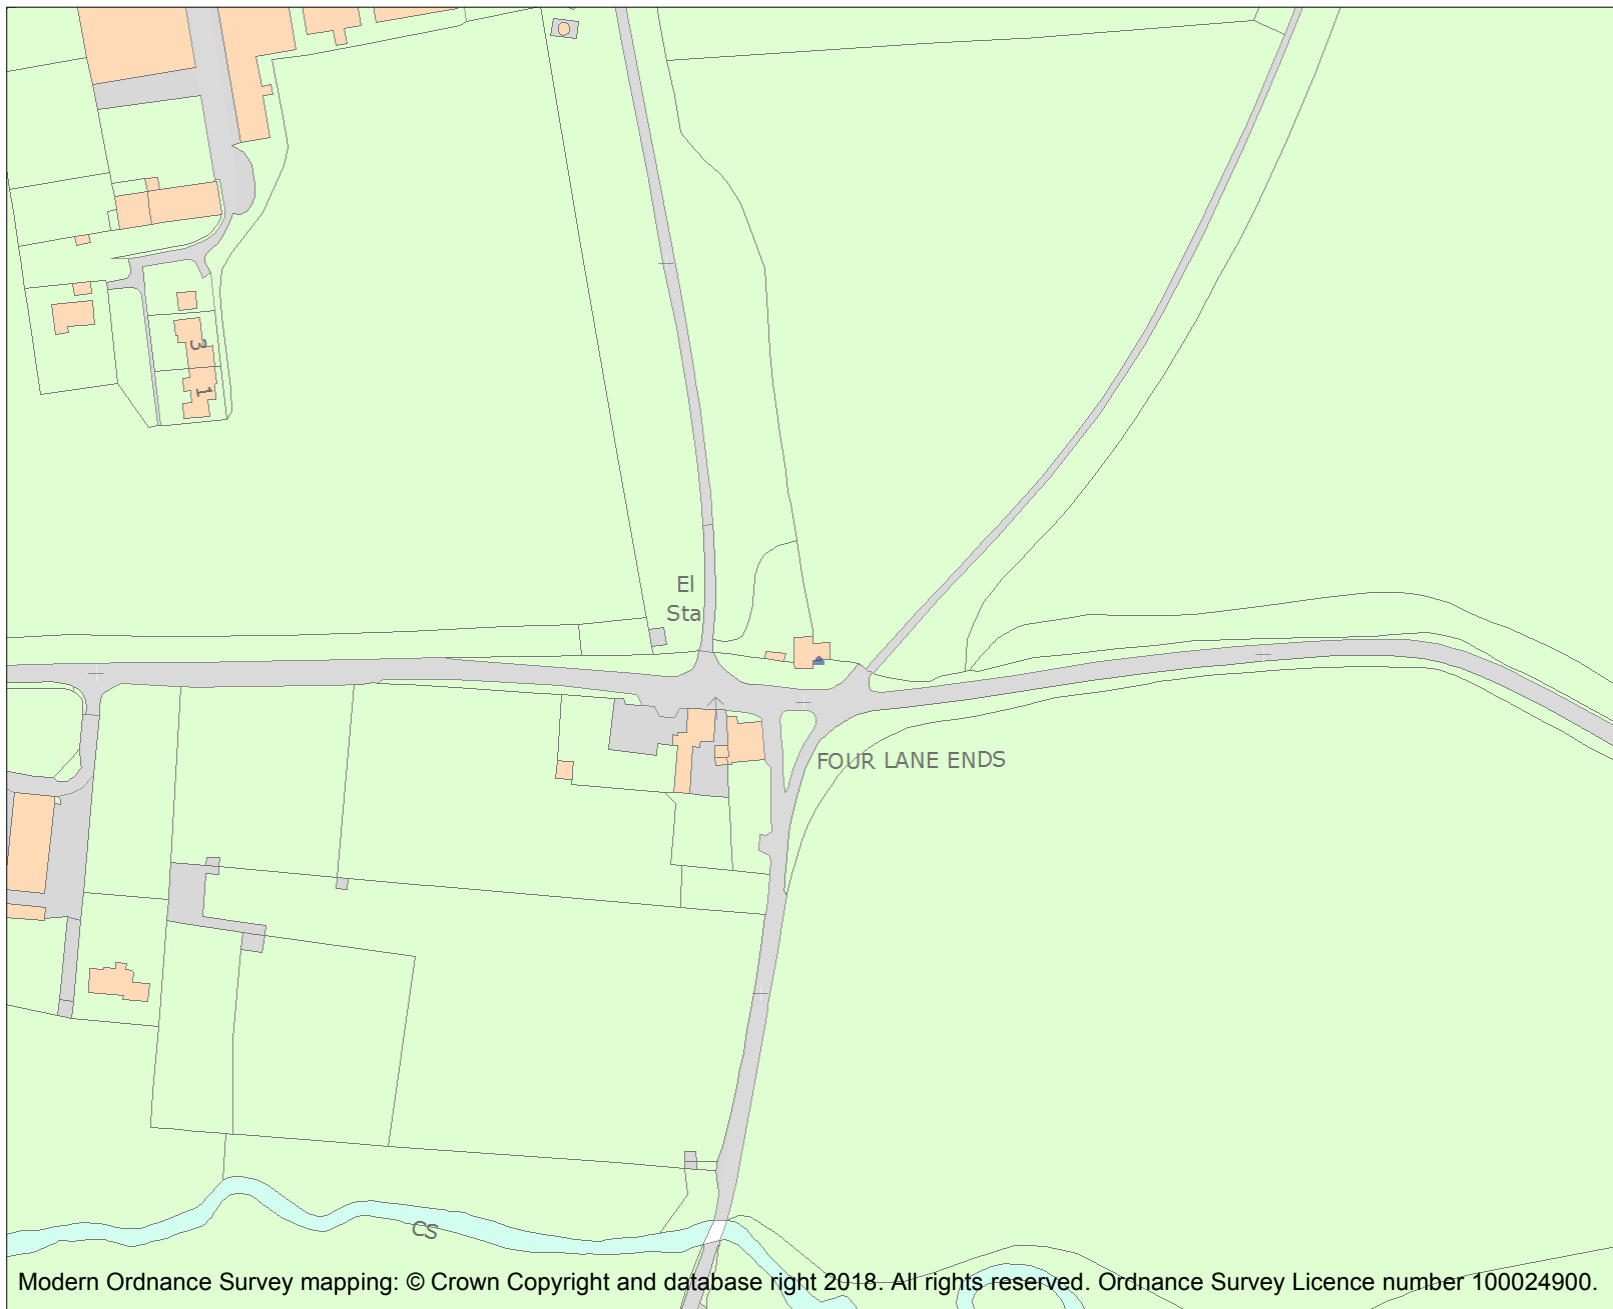 3
1
El
Sta
FOUR LANE ENDS
CS
Modern Ordnance Survey mapping: © Crown Copyright and database right 2018. All rights reserved. Ordnance Survey Licence number 100024900.